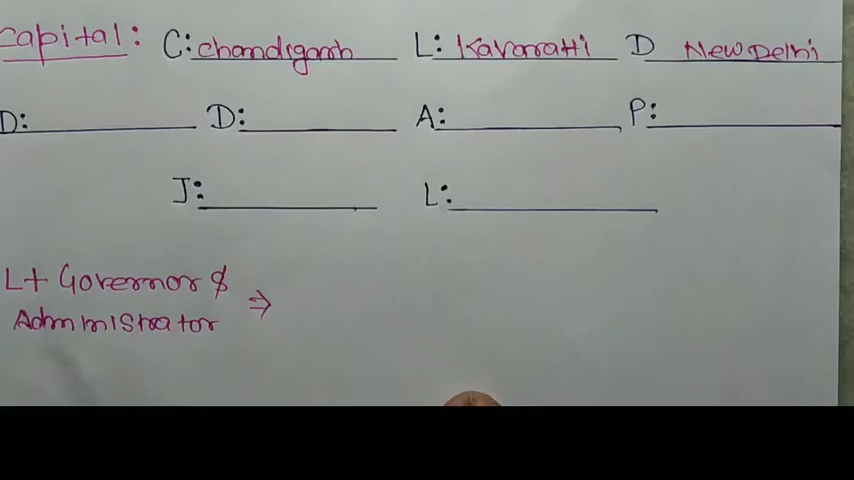 Capital: C: chandigarh L: Kavaratti D New Delhi
D: D: A: P:
J: L:
Lt Governor &
Administrator ⇒